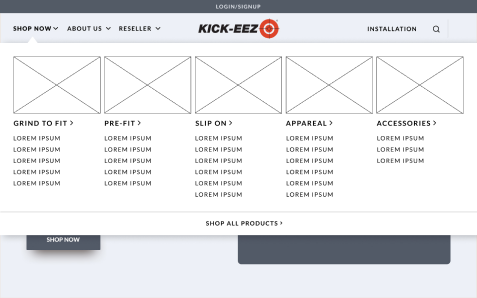 LOGIN/SIGNUP
SHOP NOW ABOUT US RESELLER KICK-EEZ INSTALLATION
GRIND TO FIT PRE-FIT SLIP ON APPAREAL ACCESSORIES
LOREM IPSUM LOREM IPSUM LOREM IPSUM LOREM IPSUM LOREM IPSUM
LOREM IPSUM LOREM IPSUM LOREM IPSUM LOREM IPSUM LOREM IPSUM
LOREM IPSUM LOREM IPSUM LOREM IPSUM LOREM IPSUM LOREM IPSUM
LOREM IPSUM LOREM IPSUM LOREM IPSUM LOREM IPSUM
LOREM IPSUM LOREM IPSUM LOREM IPSUM LOREM IPSUM
LOREM IPSUM LOREM IPSUM
SHOP ALL PRODUCTS
SHOP NOW